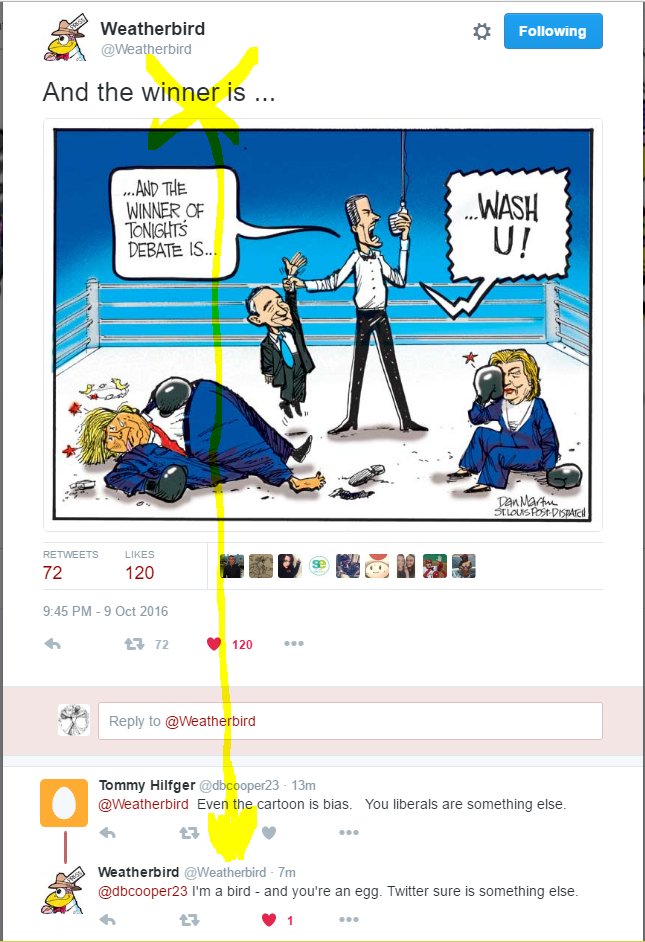 Weatherbird
@Weatherbird
Following
And the winner is ...
...AND THE
WINNER OF
TONIGHT'S
DEBATE IS...
...WASH
U!
Dan Martin
ST. LOUIS POST-DISPATCH
RETWEETS
LIKES
72
120
se
9:45 PM - 9 Oct 2016
72
120
Reply to @Weatherbird
Tommy Hilfger @dbcooper23 · 13m
@Weatherbird Even the cartoon is bias. You liberals are something else.
Weatherbird @Weatherbird · 7m
@dbcooper23 I'm a bird - and you're an egg. Twitter sure is something else.
1